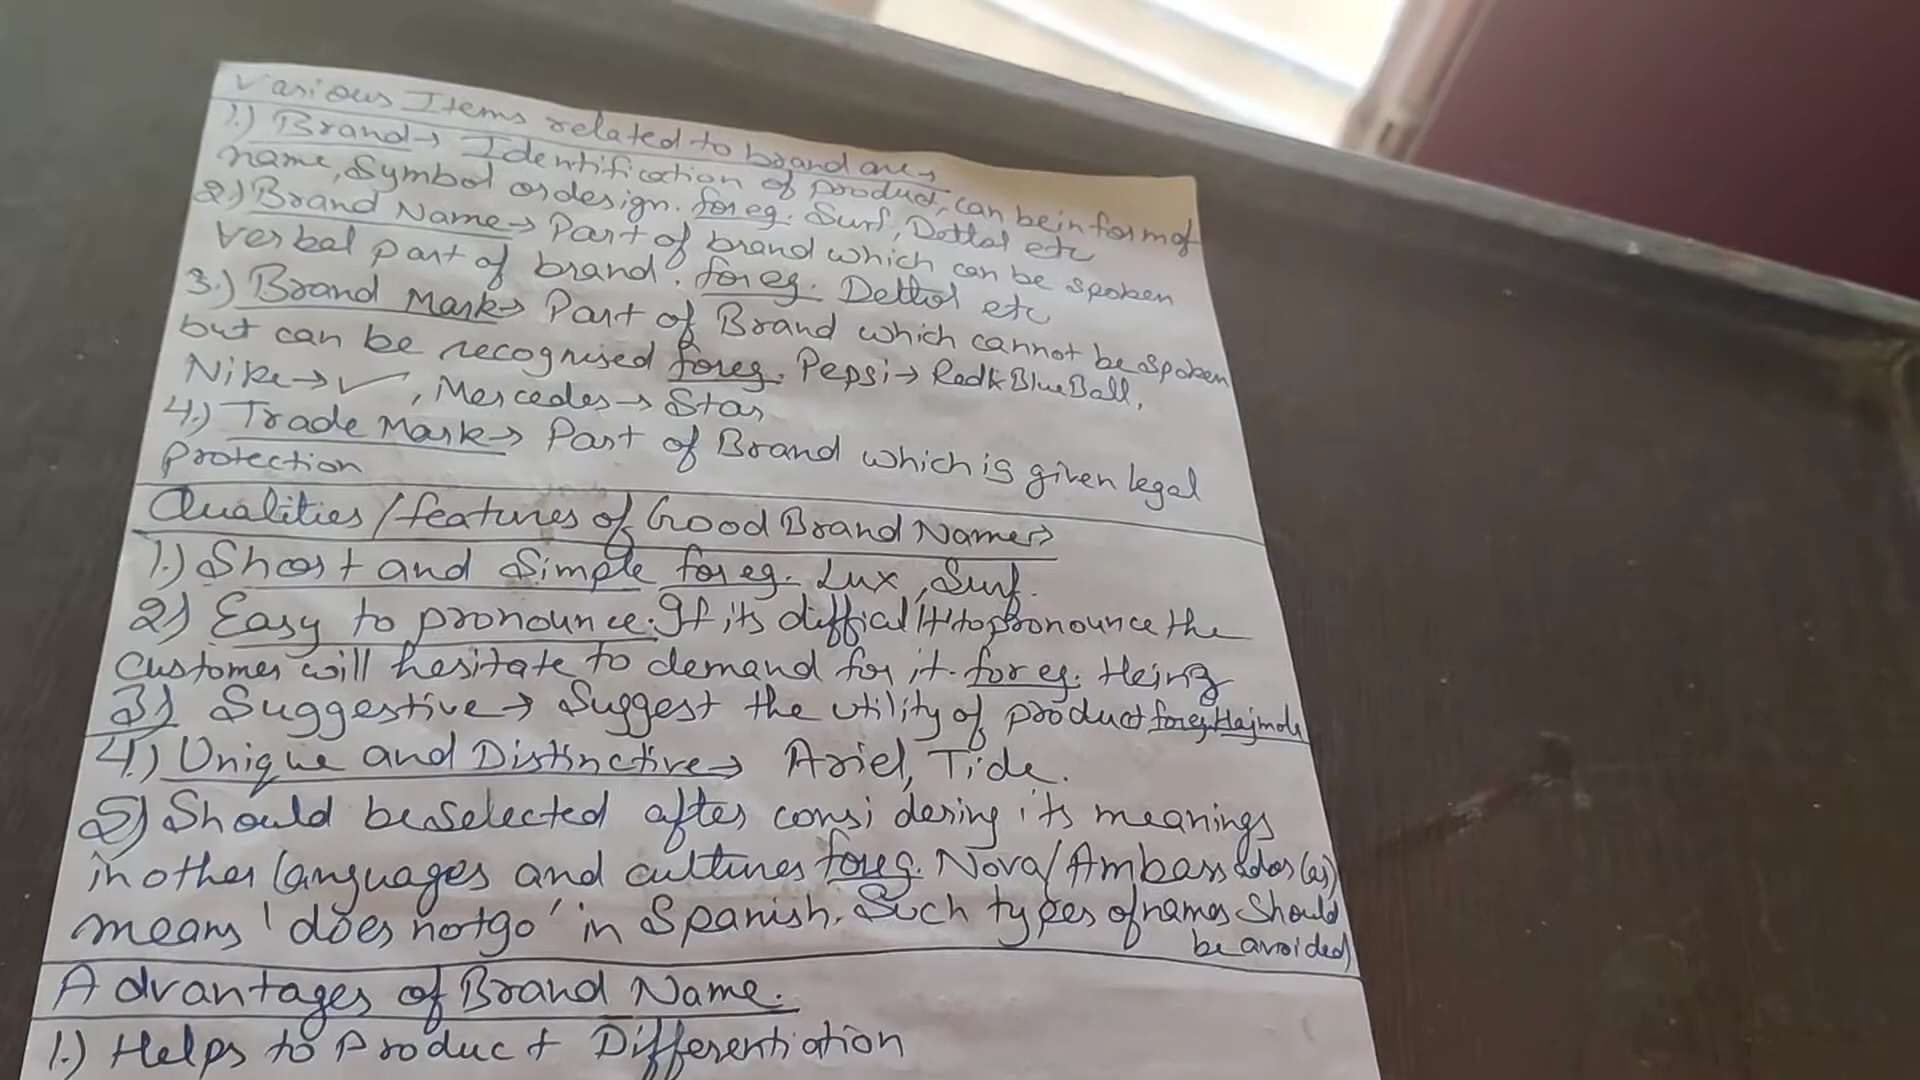 Various Items related to brand are→
1.) Brand→ Identification of product, can be in form of
name, Symbol or design. for eg. Surf, Dettol etc
2.) Brand Name→ Part of brand which can be spoken
Verbal part of brand. for eg. Dettol etc
3.) Brand Mark→ Part of Brand which cannot be spoken
but can be recognised for eg. Pepsi→ Red & Blue Ball,
Nike→ ✓, Mercedes→ Star
4.) Trade Mark→ Part of Brand which is given legal
Protection
Qualities/features of Good Brand Name→
1.) Short and Simple for eg. Lux, Surf.
2) Easy to pronounce. If its difficult to pronounce the
Customer will hesitate to demand for it. for eg. Heinz
3) Suggestive→ Suggest the utility of product for eg. Hajmola
4.) Unique and Distinctive→ Ariel, Tide.
5) Should be selected after considering its meanings
in other languages and cultures for eg. Nova/Ambassador
means 'does not go' in Spanish. Such types of names Should
be avoided
Advantages of Brand Name.
1.) Helps to Product Differentiation